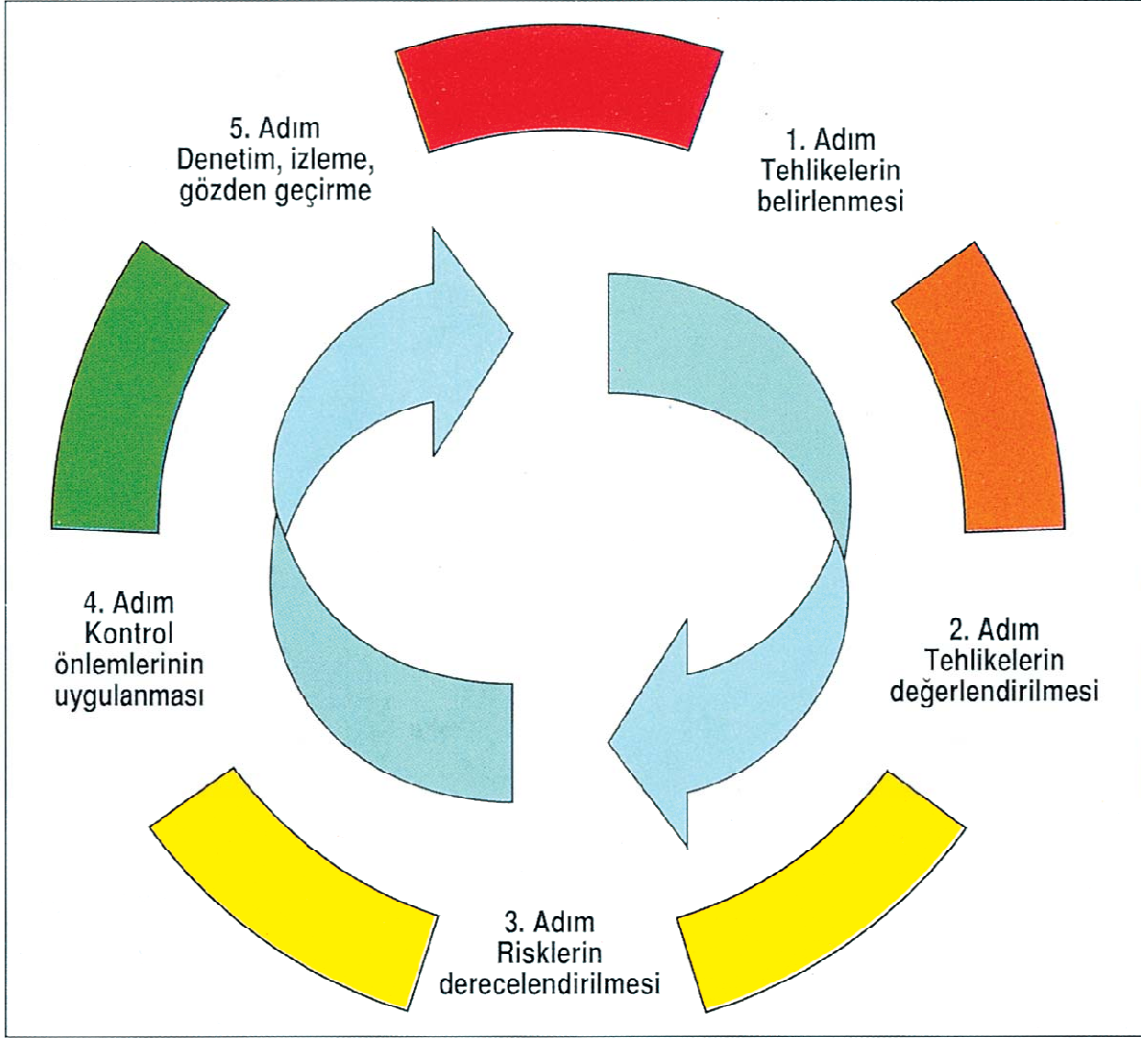 1. Adım
Tehlikelerin
belirlenmesi
2. Adım
Tehlikelerin
değerlendirilmesi
3. Adım
Risklerin
derecelendirilmesi
4. Adım
Kontrol
önlemlerinin
uygulanması
5. Adım
Denetim, izleme,
gözden geçirme